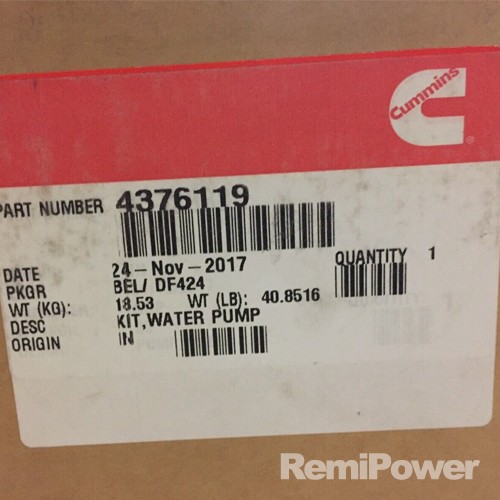 Cummins
PART NUMBER 4376119
DATE 24-Nov-2017 QUANTITY 1
PKGR BEL/ DF424
WT (KG): 18.53 WT (LB): 40.8516
DESC KIT,WATER PUMP
ORIGIN IN
RemiPower